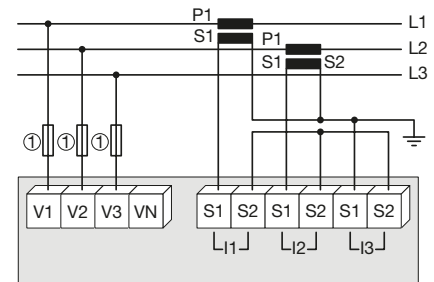 P1 L1
S1 P1 L2
S1 S2 L3
① ① ①
V1 V2 V3 VN S1 S2 S1 S2 S1 S2
I1 I2 I3